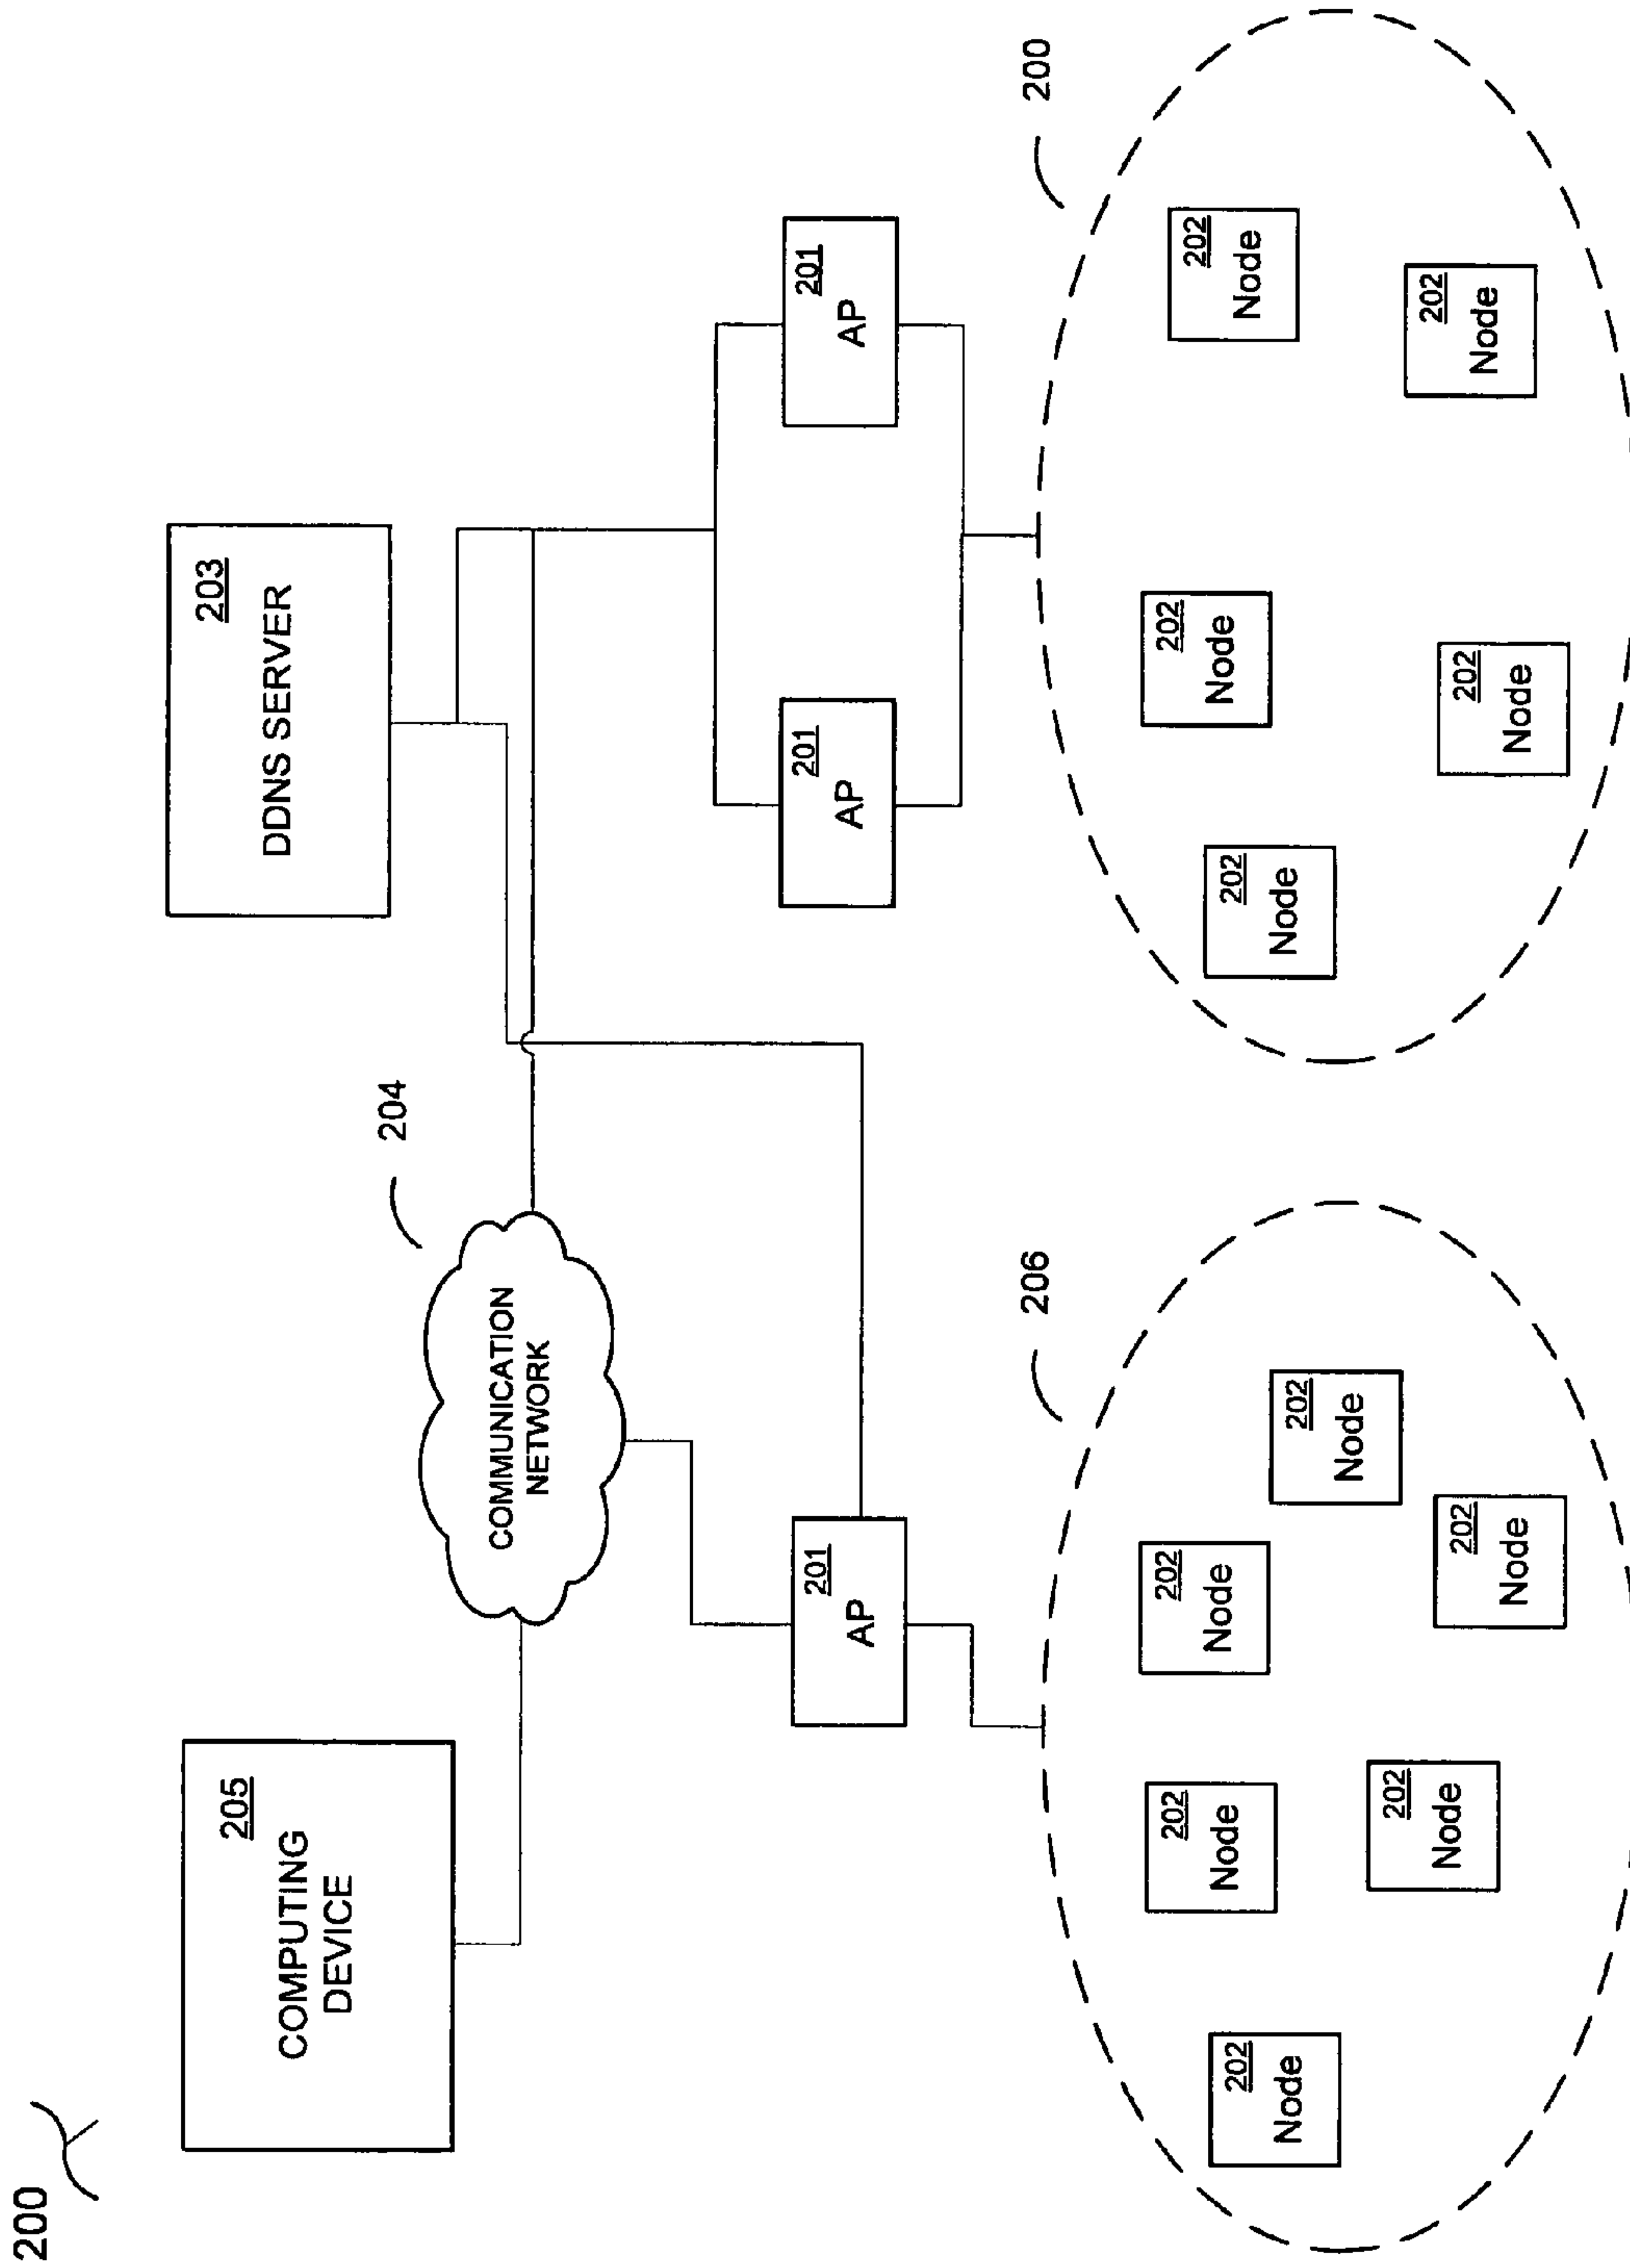 200
205
COMPUTING
DEVICE
203
DDNS SERVER
204
COMMUNICATION
NETWORK
201
AP
201
AP
201
AP
206
200
202
Node
202
Node
202
Node
202
Node
202
Node
202
Node
202
Node
202
Node
202
Node
202
Node
202
Node